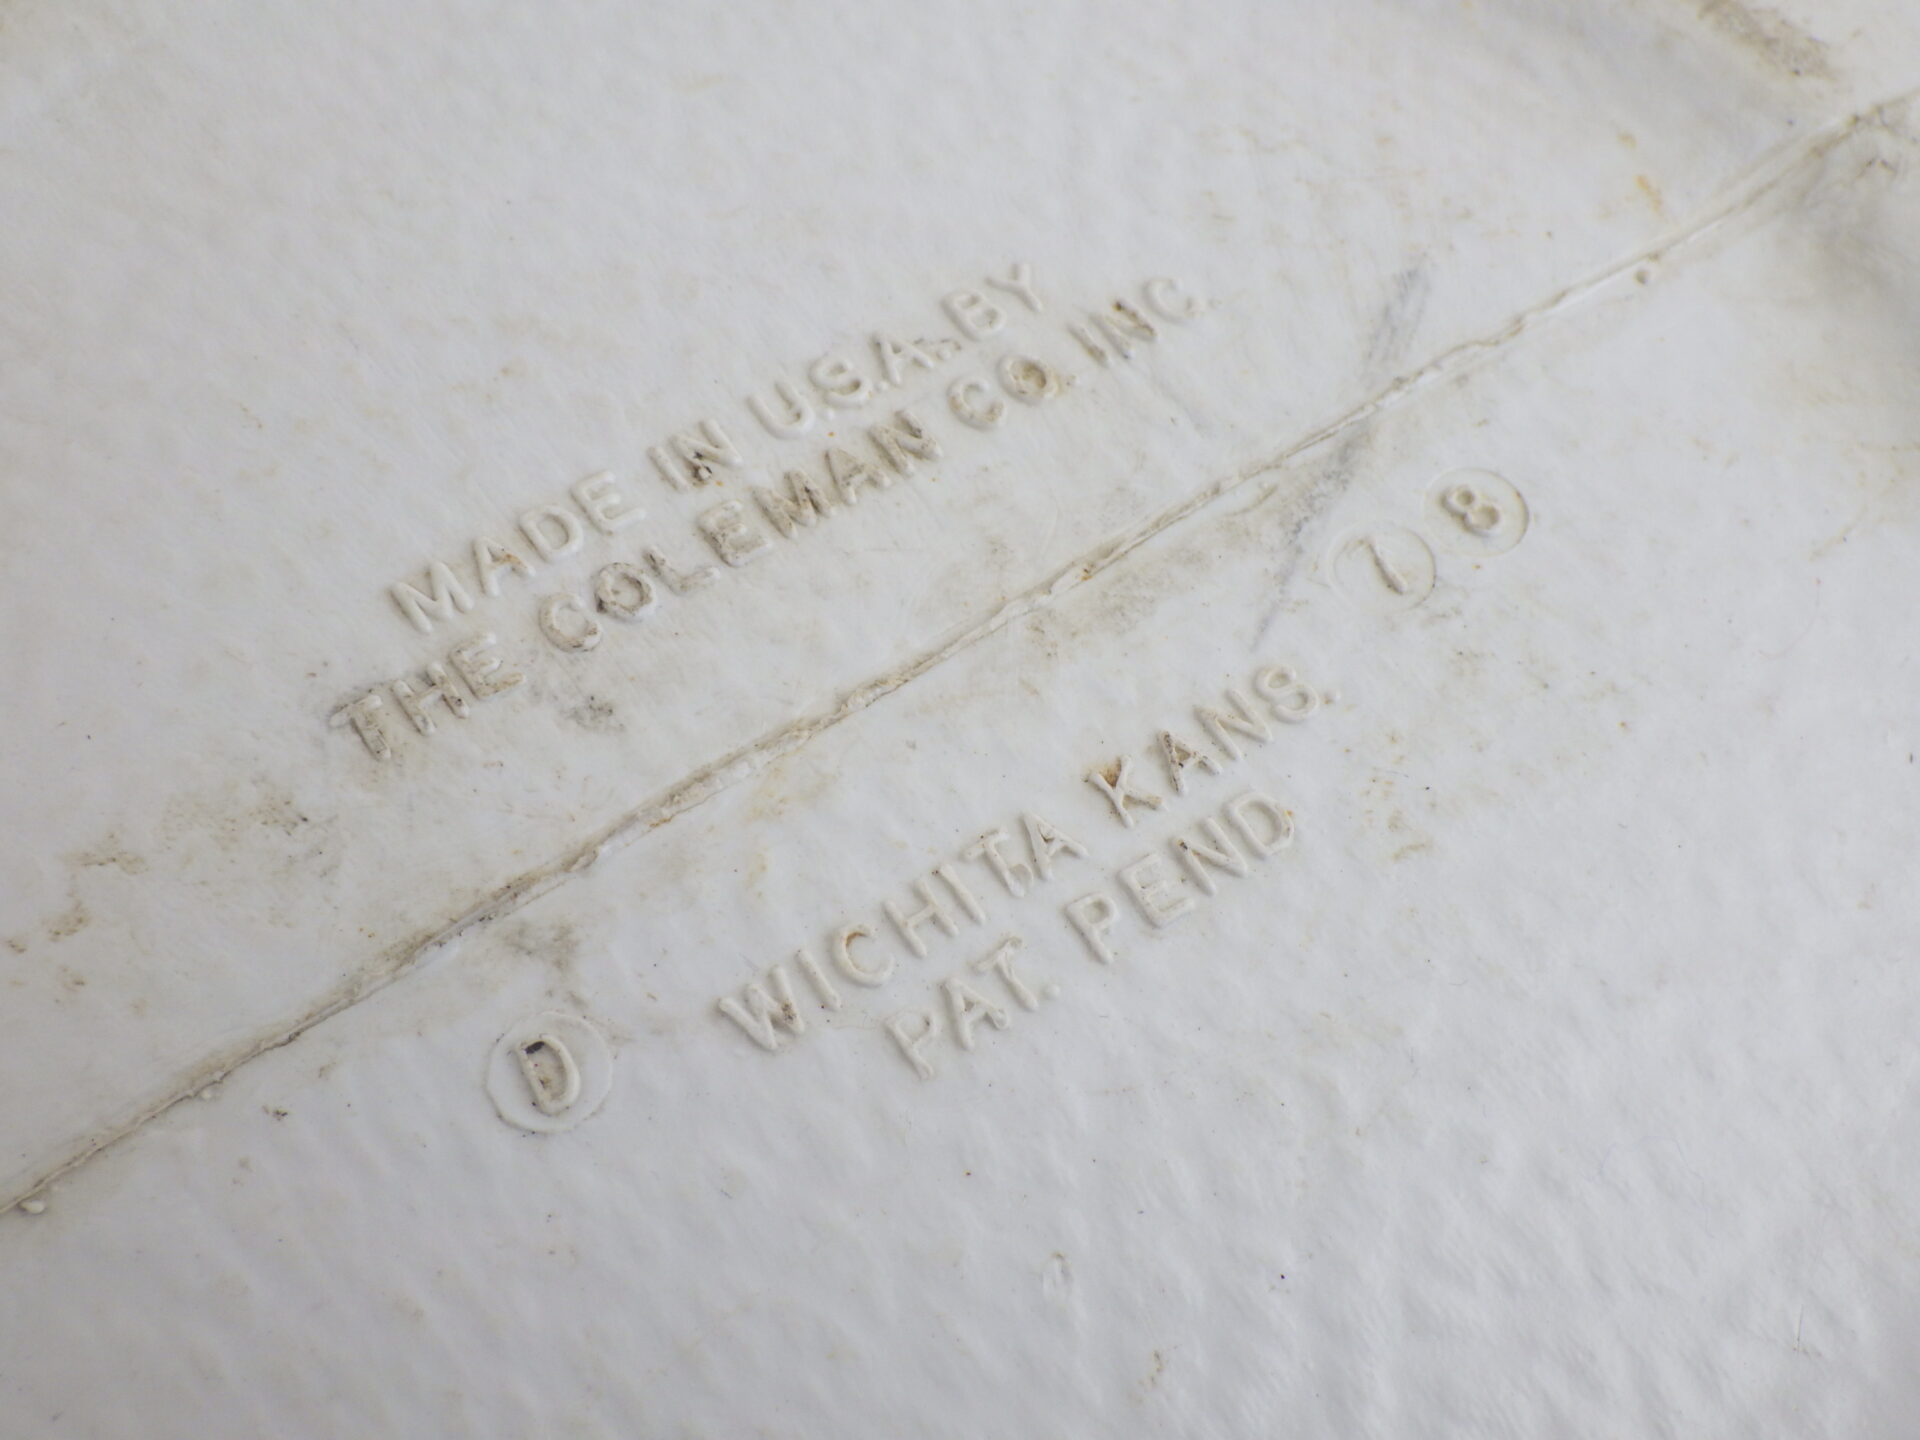 MADE IN U.S.A. BY
THE COLEMAN CO. INC.
7 8
WICHITA KANS.
PAT. PEND
D